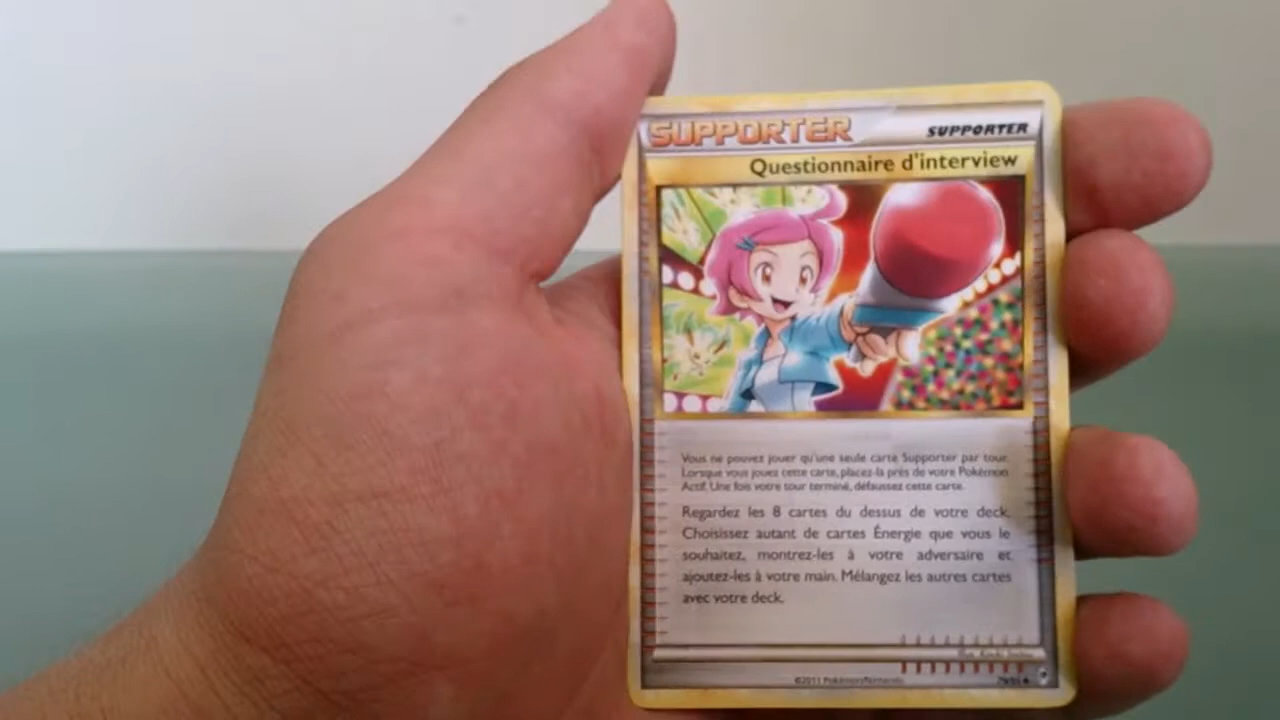 SUPPORTER SUPPORTER
Questionnaire d'interview
Vous ne pouvez jouer qu'une seule carte Supporter par tour.
Lorsque vous jouez cette carte, placez-la près de votre Pokémon
Actif. Une fois votre tour terminé, défaussez cette carte.
Regardez les 8 cartes du dessus de votre deck.
Choisissez autant de cartes Énergie que vous le
souhaitez, montrez-les à votre adversaire et
ajoutez-les à votre main. Mélangez les autres cartes
avec votre deck.
©2011 Pokémon/Nintendo